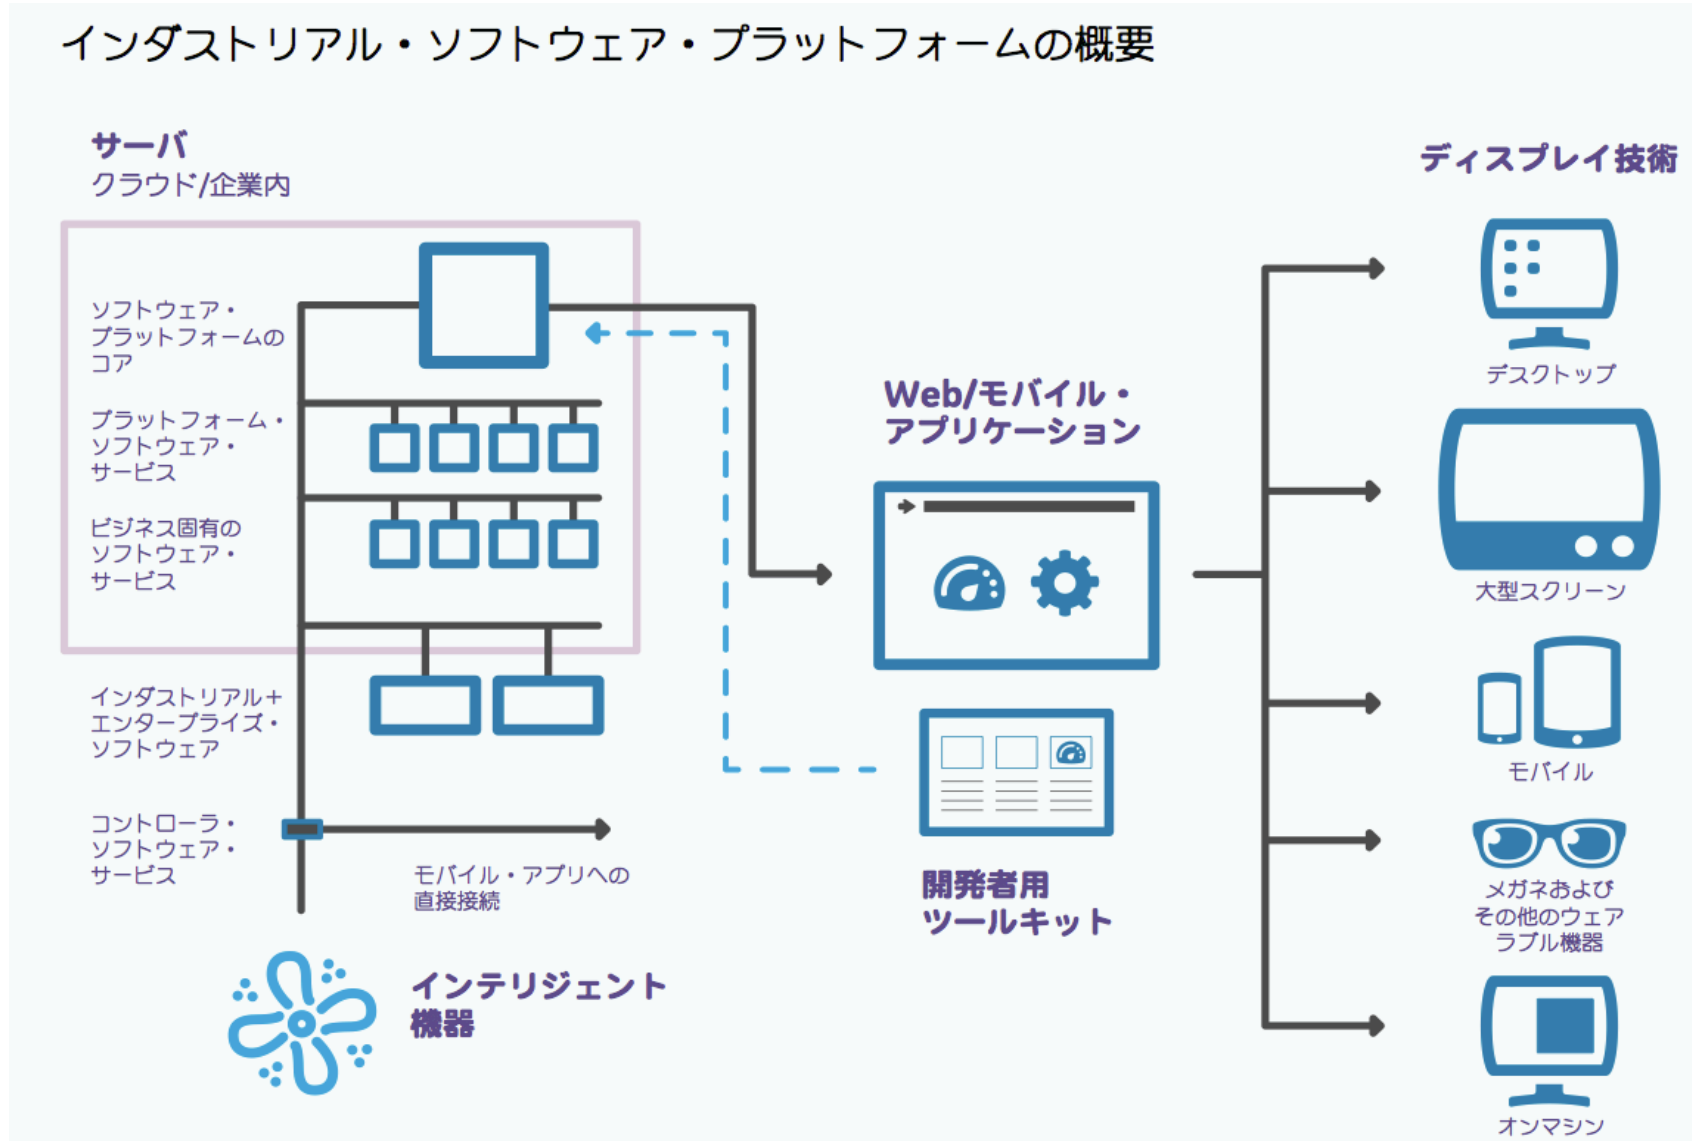 インダストリアル・ソフトウェア・プラットフォームの概要
サーバ
クラウド/企業内
ソフトウェア・
プラットフォームの
コア
プラットフォーム・
ソフトウェア・
サービス
ビジネス固有の
ソフトウェア・
サービス
インダストリアル＋
エンタープライズ・
ソフトウェア
コントローラ・
ソフトウェア・
サービス
モバイル・アプリへの
直接接続
インテリジェント
機器
Web/モバイル・
アプリケーション
開発者用
ツールキット
ディスプレイ技術
デスクトップ
大型スクリーン
モバイル
メガネおよび
その他のウェア
ラブル機器
オンマシン